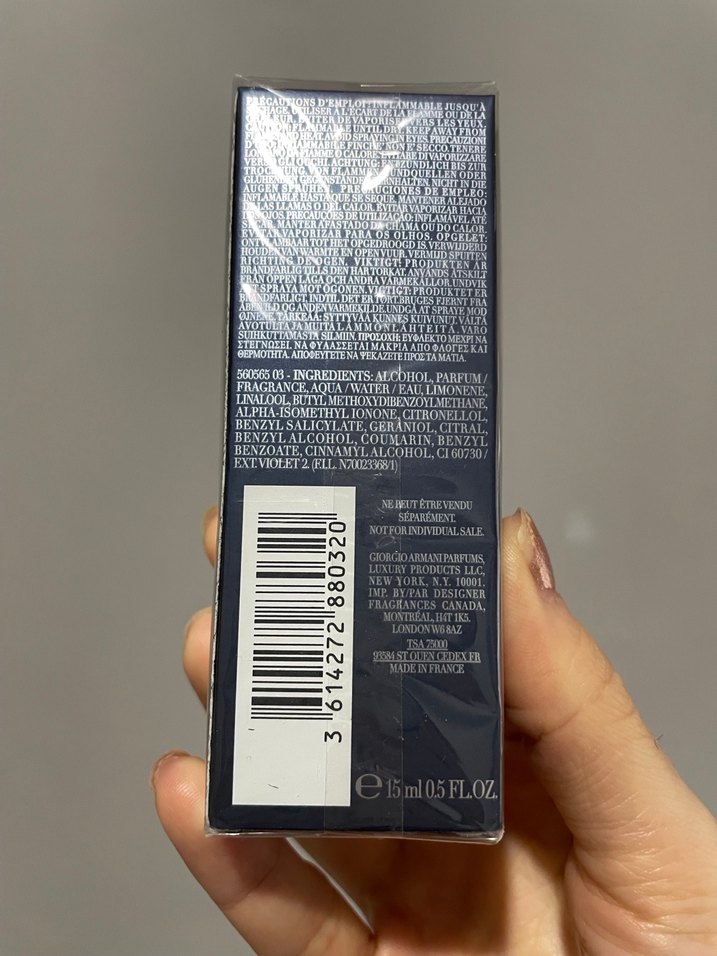 PRÉCAUTIONS D'EMPLOI: INFLAMMABLE JUSQU'À
UTILISER À L'ÉCART DE LA FLAMME OU DE LA
ÉVITER DE VAPORISER VERS LES YEUX.
FLAMMABLE UNTIL DRY. KEEP AWAY FROM
AND HEAT. AVOID SPRAYING IN EYES. PRECAUZIONI
FINCHÉ NON E' SECCO. TENERE
FIAMME O CALORE. EVITARE DI VAPORIZZARE
GLI OCCHI. ACHTUNG: ENTZÜNDLICH BIS ZUR
TROCKNUNG. VON FLAMMEN UND QUELLEN ODER
GLÜHENDEN GEGENSTÄNDEN FERNHALTEN. NICHT IN DIE
AUGEN SPRÜHEN. PRECAUCIONES DE EMPLEO:
INFLAMABLE HASTA QUE SE SEQUE. MANTENER ALEJADO
DE LAS LLAMAS O DEL CALOR. EVITAR VAPORIZAR HACIA
LOS OJOS. PRECAUÇÕES DE UTILIZAÇÃO: INFLAMÁVEL ATÉ
SECAR. MANTER AFASTADO DE CHAMA OU DO CALOR.
EVITAR VAPORIZAR PARA OS OLHOS. OPGELET:
ONTVLAMBAAR TOT HET OPGEDROOGD IS. VERWIJDERD
HOUDEN VAN WARMTE EN OPEN VUUR. VERMIJD SPUITEN
RICHTING DE OGEN. VIKTIGT: PRODUKTEN ÄR
BRANDFARLIG TILLS DEN HAR TORKAT. ANVÄNDS ÅTSKILT
FRÅN ÖPPEN LÅGA OCH ANDRA VÄRMEKÄLLOR. UNDVIK
ATT SPRAYA MOT ÖGONEN. VIGTIGT: PRODUKTET ER
BRANDFARLIGT, INDTIL DET ER TØRT. BRUGES FJERNT FRA
ÅBEN ILD OG ANDEN VARMEKILDE. UNDGÅ AT SPRAYE MOD
ØJNENE. TÄRKEÄÄ: SYTTYVÄÄ KUNNES KUIVUNUT. VÄLTÄ
AVOTULTA JA MUITA LÄMMÖNLÄHTEITÄ. VARO
SUIHKUTTAMASTA SILMIIN. ΠΡΟΣΟΧΗ: ΕΥΦΛΕΚΤΟ ΜΕΧΡΙ ΝΑ
ΣΤΕΓΝΩΣΕΙ. ΝΑ ΦΥΛΑΣΣΕΤΑΙ ΜΑΚΡΙΑ ΑΠΟ ΦΛΟΓΕΣ ΚΑΙ
ΘΕΡΜΟΤΗΤΑ. ΑΠΟΦΕΥΓΕΤΕ ΝΑ ΨΕΚΑΖΕΤΕ ΠΡΟΣ ΤΑ ΜΑΤΙΑ.
560565 03 - INGREDIENTS: ALCOHOL, PARFUM /
FRAGRANCE, AQUA / WATER / EAU, LIMONENE,
LINALOOL, BUTYL METHOXYDIBENZOYLMETHANE,
ALPHA-ISOMETHYL IONONE, CITRONELLOL,
BENZYL SALICYLATE, GERANIOL, CITRAL,
BENZYL ALCOHOL, COUMARIN, BENZYL
BENZOATE, CINNAMYL ALCOHOL, CI 60730 /
EXT. VIOLET 2. (F.I.L. N70023368/1)
NE PEUT ÊTRE VENDU
SÉPARÉMENT.
NOT FOR INDIVIDUAL SALE.
GIORGIO ARMANI PARFUMS,
LUXURY PRODUCTS LLC,
NEW YORK, N.Y. 10001.
IMP. BY/PAR DESIGNER
FRAGRANCES CANADA,
MONTRÉAL, H4T 1K5.
LONDON W6 8AZ
TSA 75000
93584 ST OUEN CEDEX FR
MADE IN FRANCE
3 614272 880320
℮ 15 ml 0.5 FL.OZ.